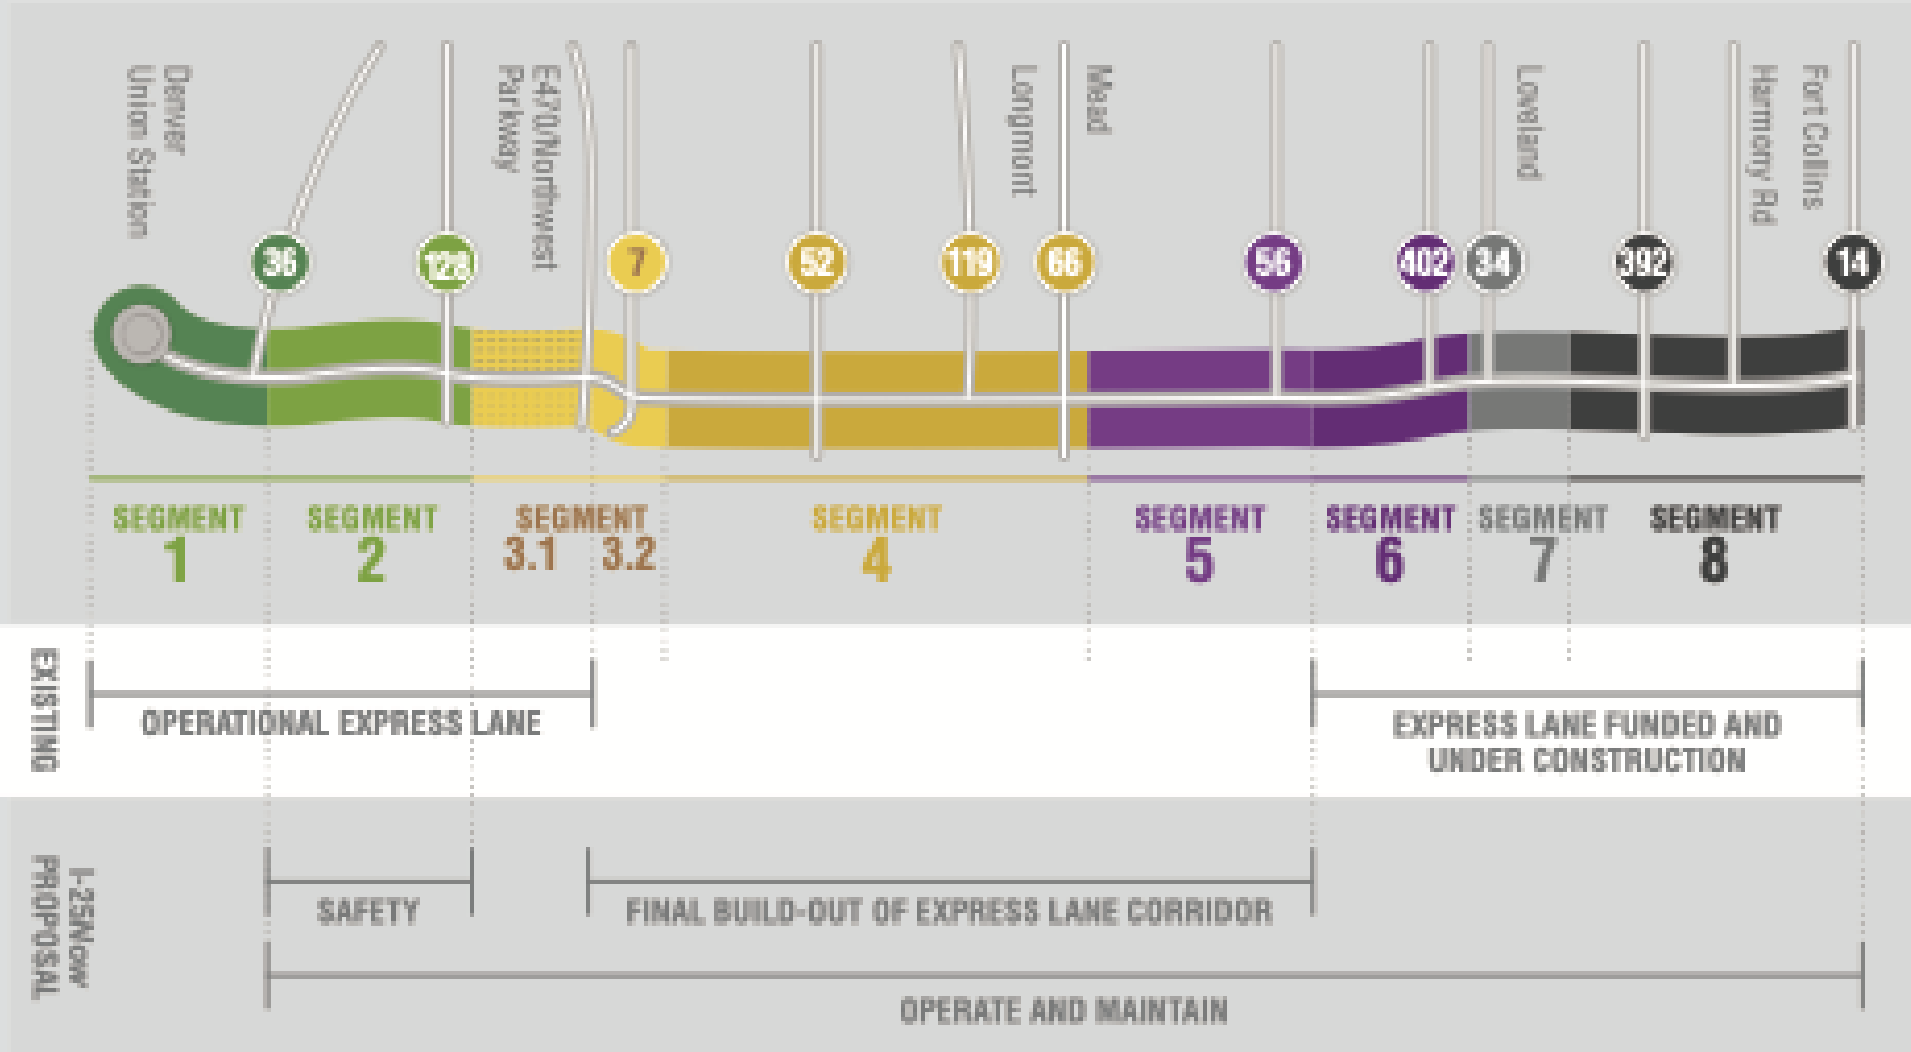 Denver
Union Station
E470/Northwest
Parkway
Longmont
Mead
Loveland
Harmony Rd
Fort Collins
36
128
7
52
119
66
56
402
34
392
14
SEGMENT
1
SEGMENT
2
SEGMENT
3.1 3.2
SEGMENT
4
SEGMENT
5
SEGMENT
6
SEGMENT
7
SEGMENT
8
EXISTING
OPERATIONAL EXPRESS LANE
EXPRESS LANE FUNDED AND
UNDER CONSTRUCTION
I-25Now
PROPOSAL
SAFETY
FINAL BUILD-OUT OF EXPRESS LANE CORRIDOR
OPERATE AND MAINTAIN